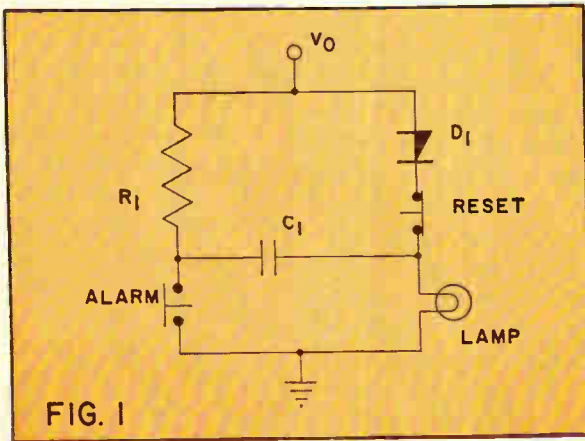 V0
D1
R1
RESET
C1
ALARM
LAMP
FIG. 1